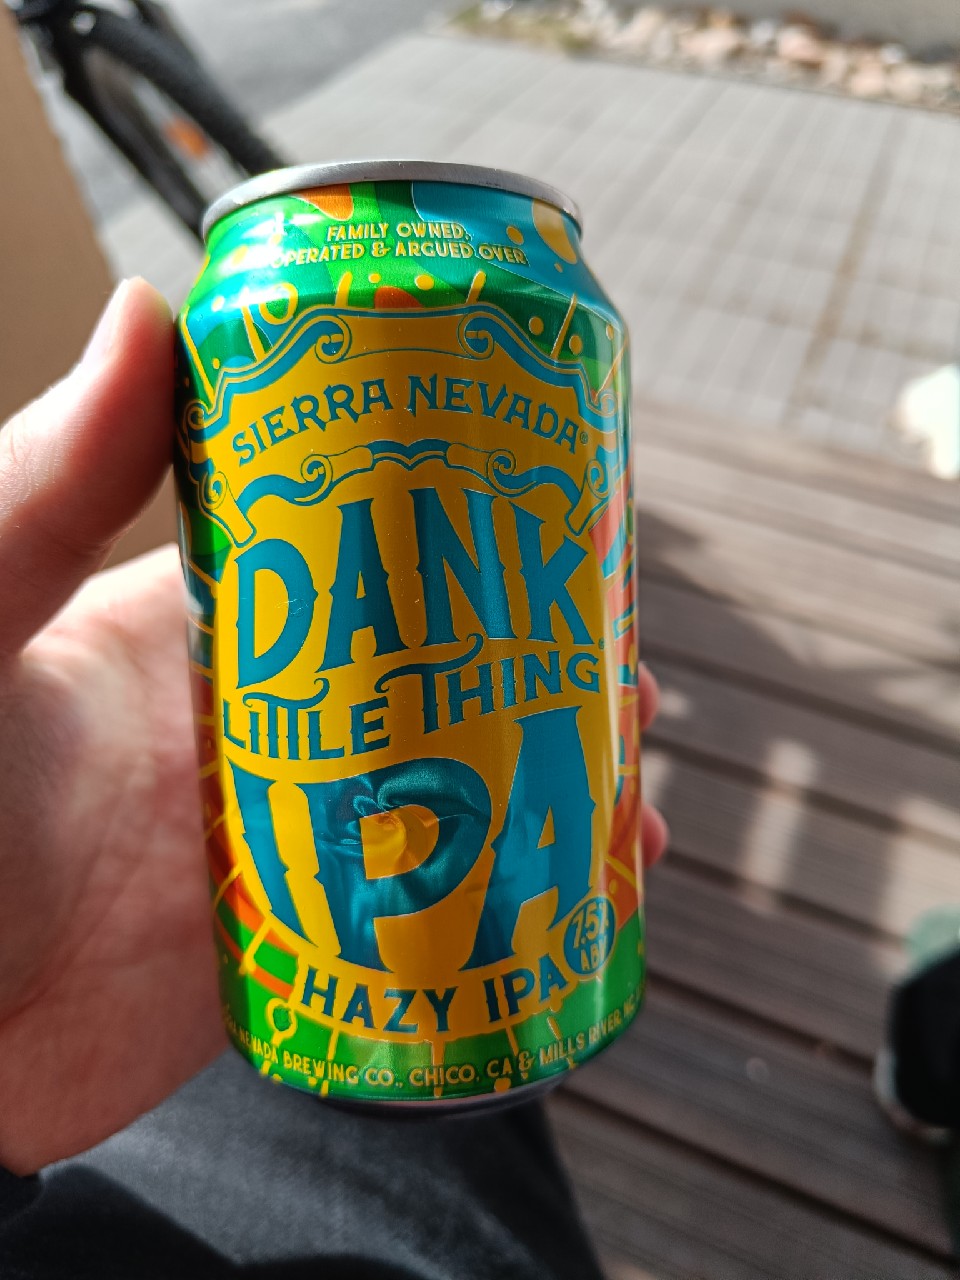 FAMILY OWNED,
OPERATED & ARGUED OVER
SIERRA NEVADA®
DANK
LITTLE THING
IPA
7.5%
ABV
HAZY IPA
NEVADA BREWING CO., CHICO, CA & MILLS RIVER, NC